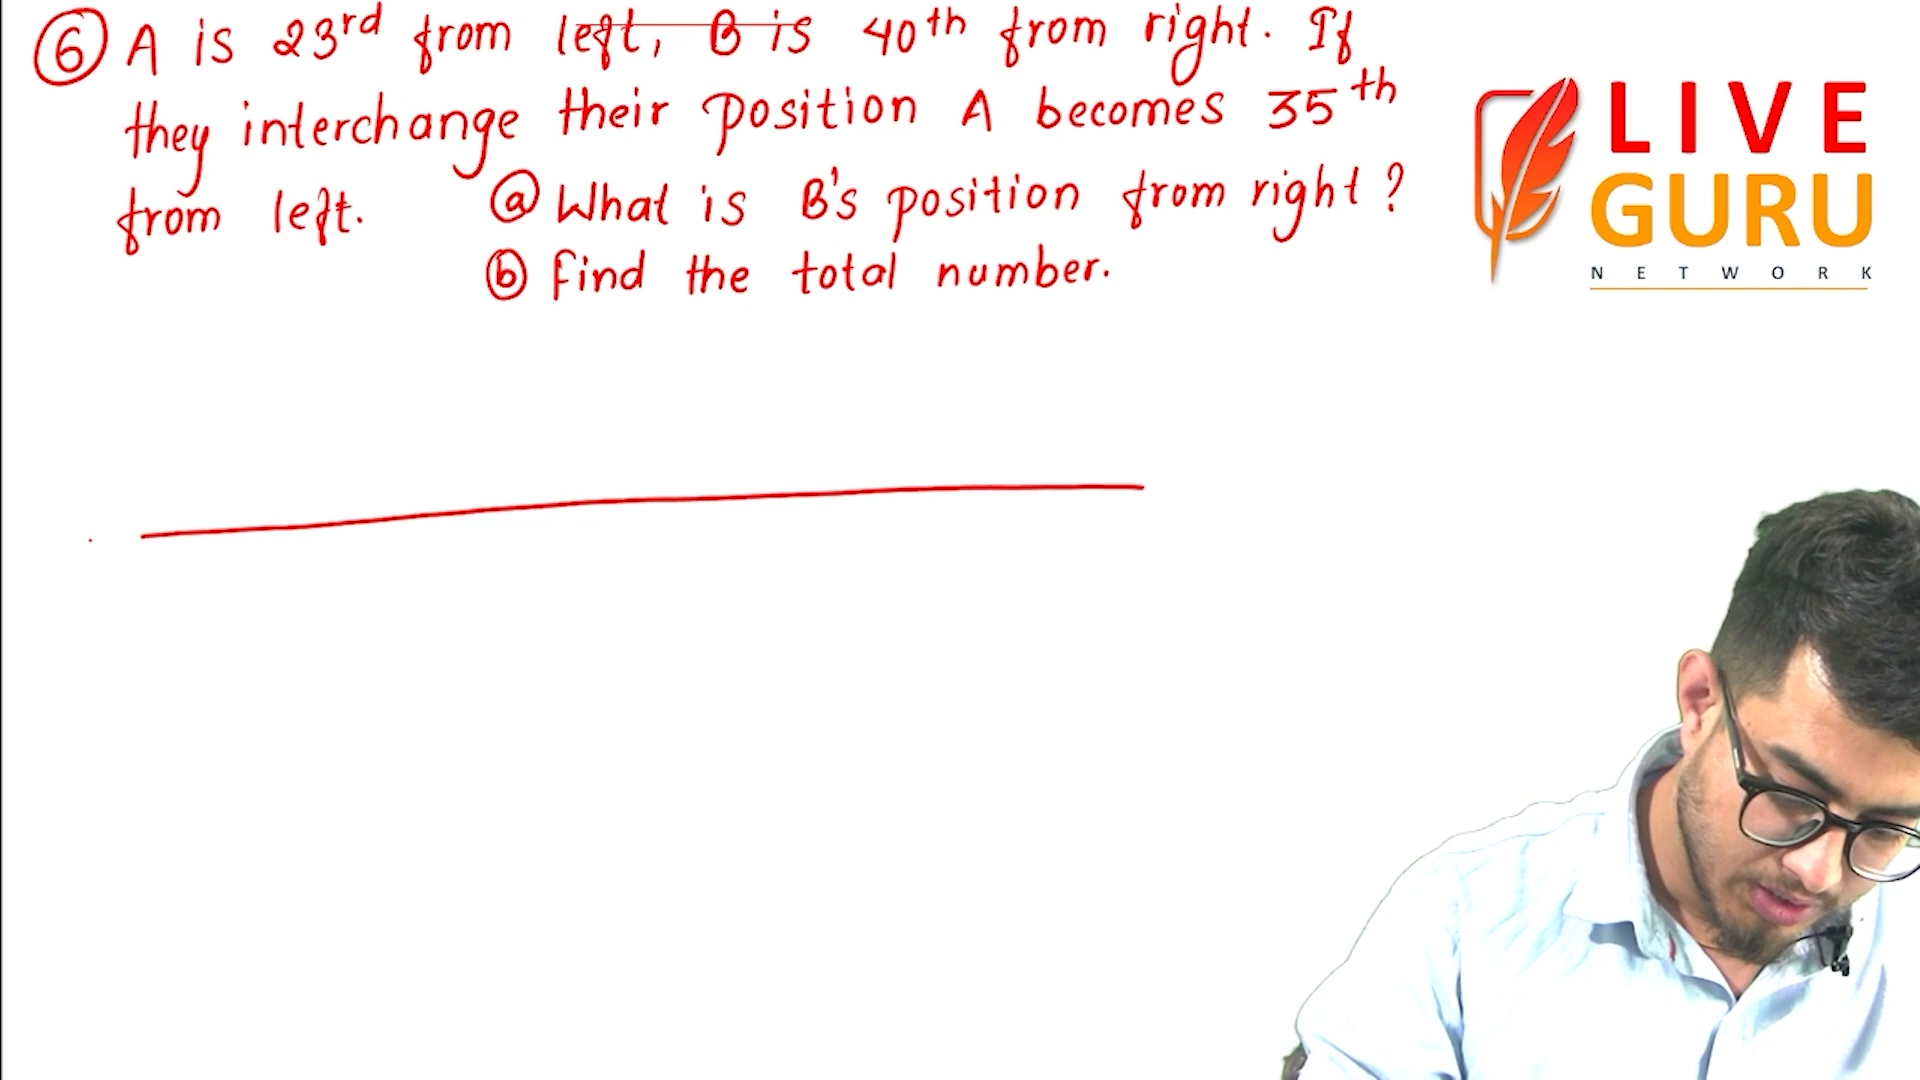 6 A is 23rd from left, B is 40th from right. If
they interchange their position A becomes 35th
from left. a What is B's position from right?
b Find the total number.
LIVE
GURU
NETWORK